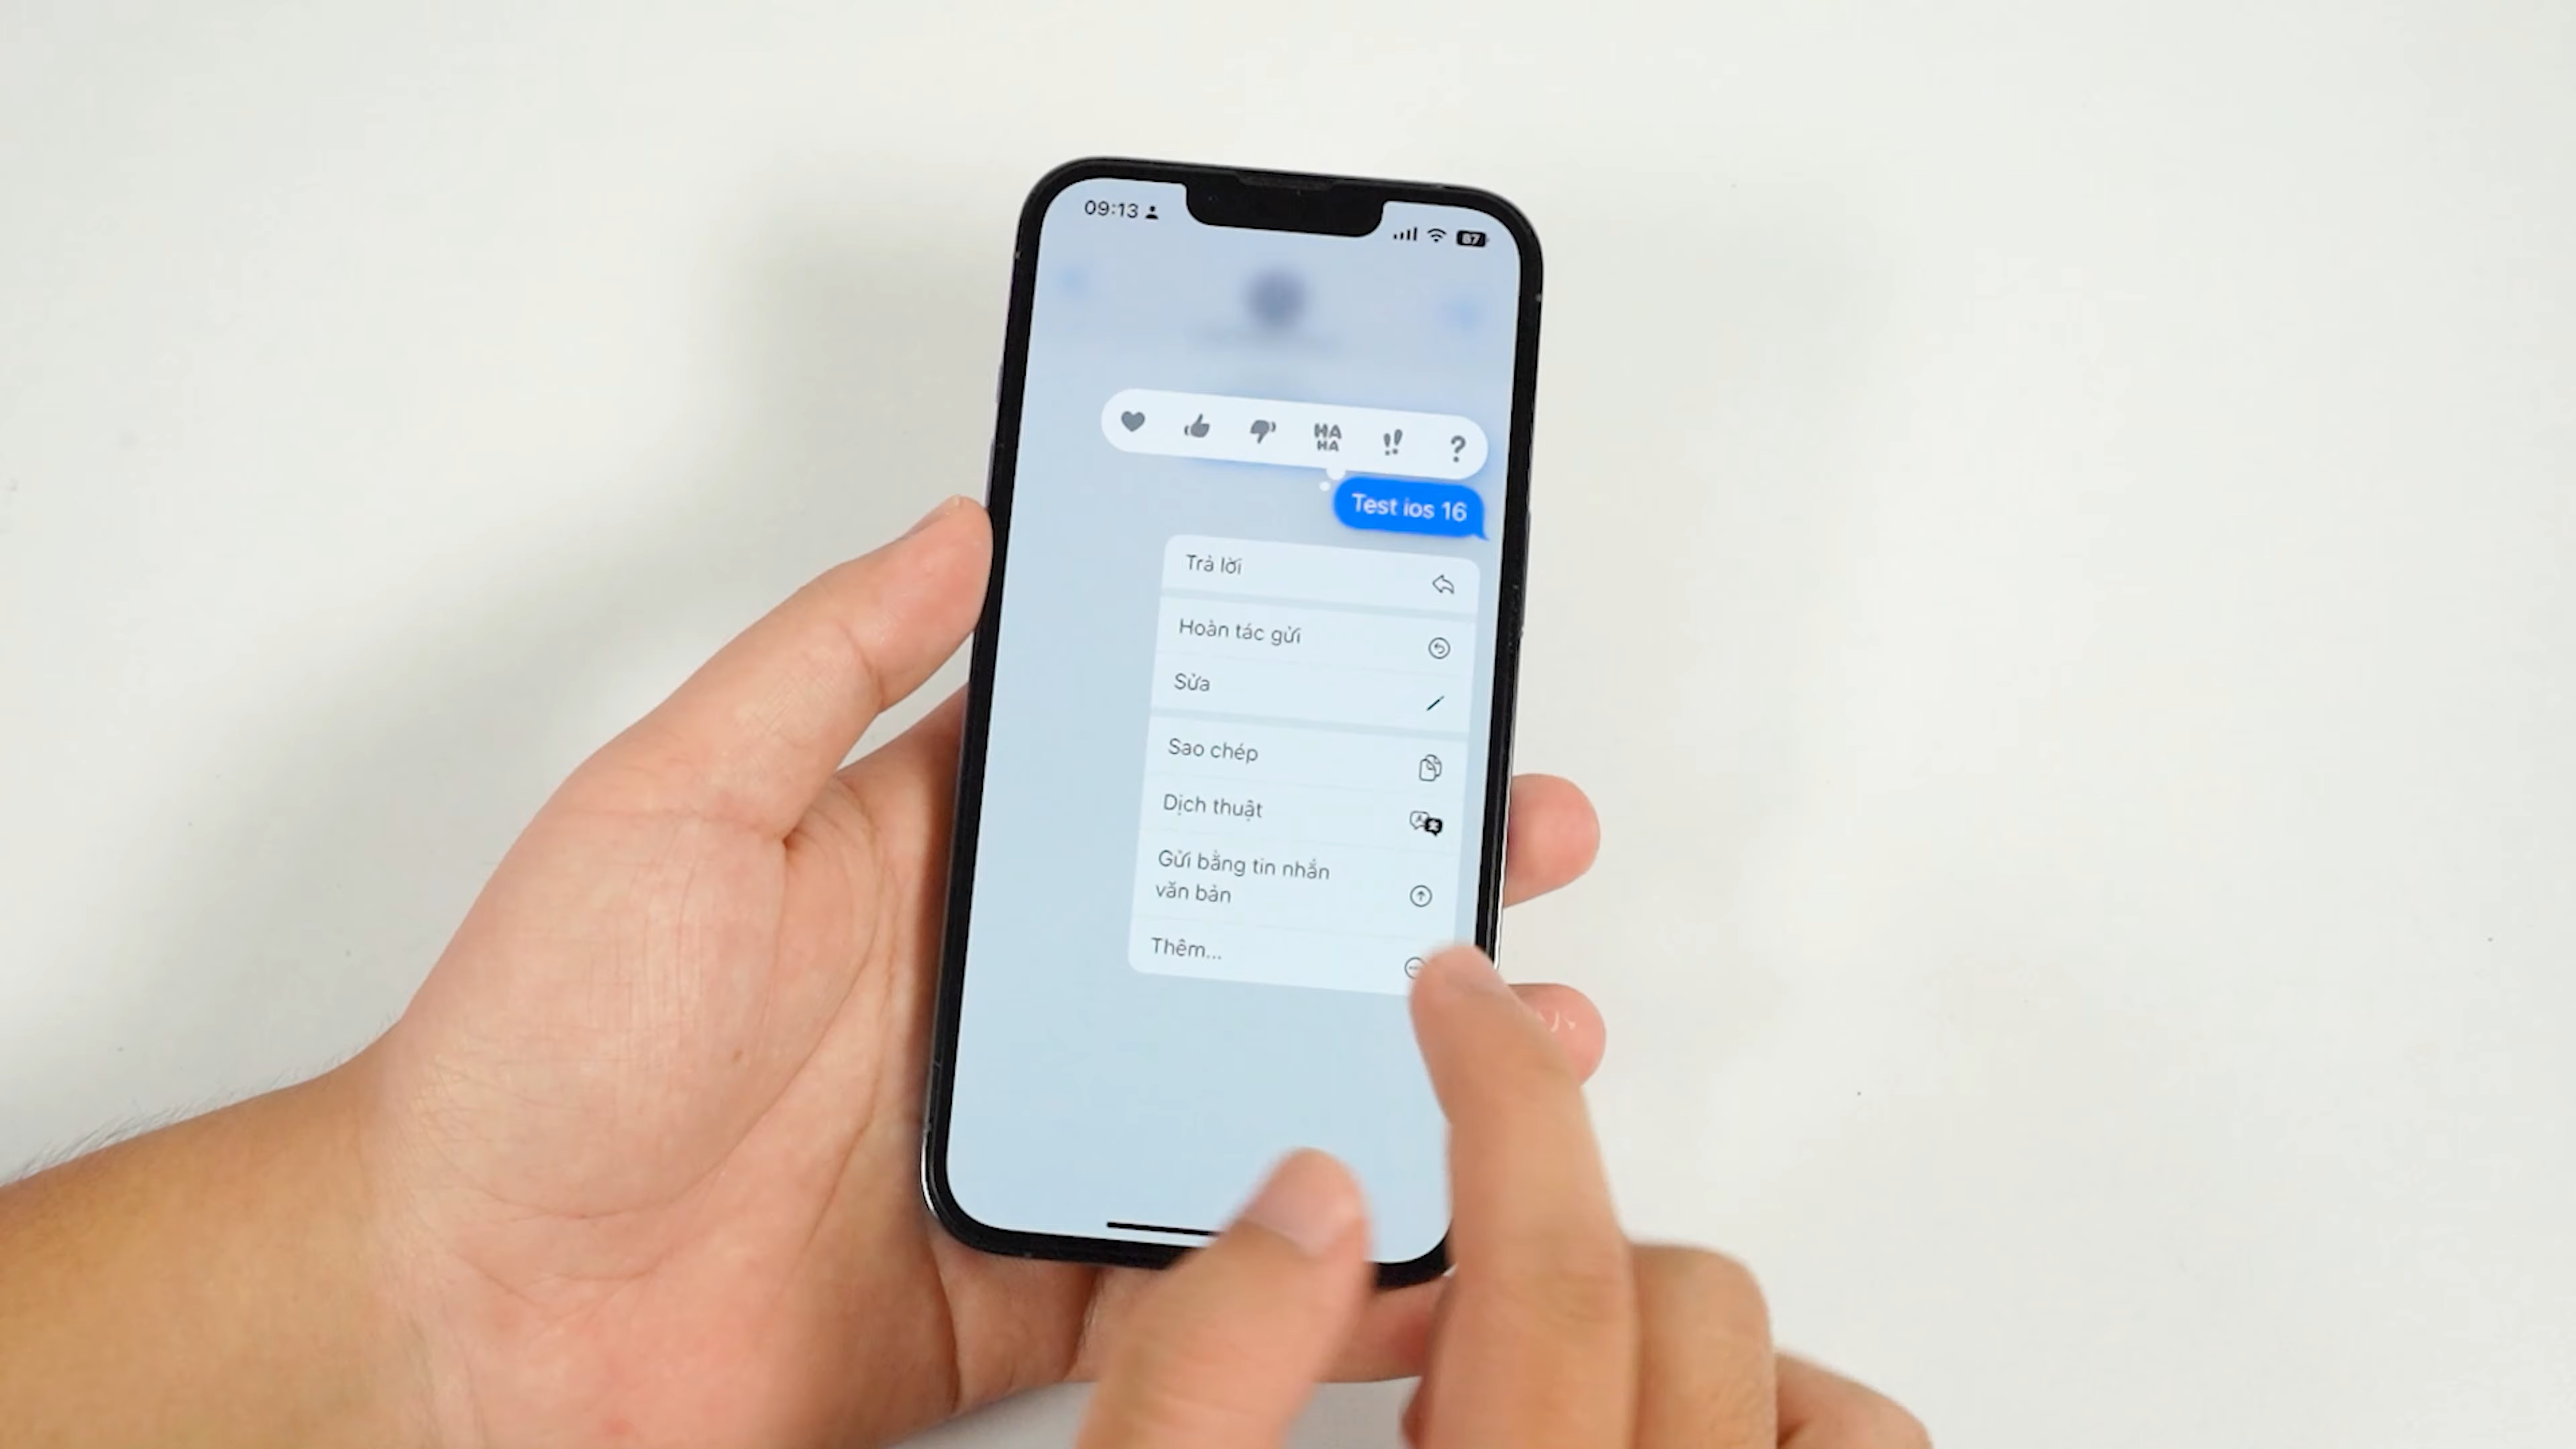 09:13
87
HA
HA
!!
?
Test ios 16
Trả lời
Hoàn tác gửi
Sửa
Sao chép
Dịch thuật
Gửi bằng tin nhắn
văn bản
Thêm...